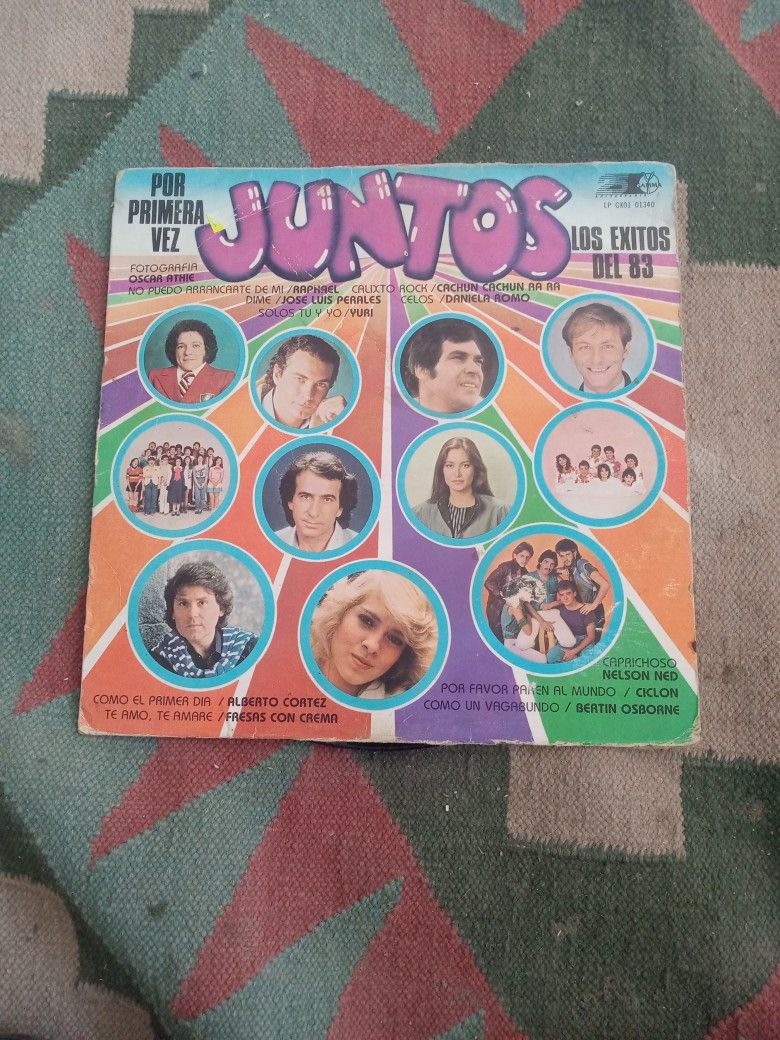 POR
PRIMERA
VEZ
JUNTOS
GAMMA
LP GX01 01340
LOS EXITOS
DEL 83
FOTOGRAFIA
OSCAR ATHIE
NO PUEDO ARRANCARTE DE MI / RAPHAEL CALIXTO ROCK / CACHUN CACHUN RA RA
DIME / JOSE LUIS PERALES CELOS / DANIELA ROMO
SOLOS TU Y YO / YURI
CAPRICHOSO
NELSON NED
COMO EL PRIMER DIA / ALBERTO CORTEZ
POR FAVOR PAREN AL MUNDO / CICLON
TE AMO, TE AMARE / FRESAS CON CREMA
COMO UN VAGABUNDO / BERTIN OSBORNE